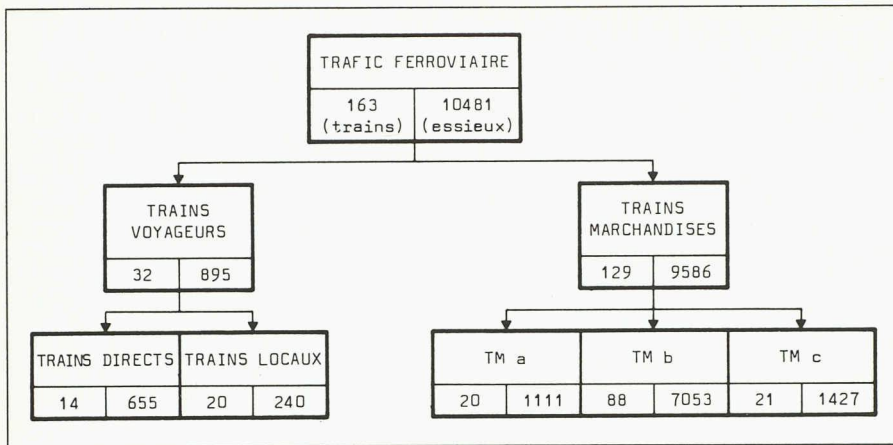 TRAFIC FERROVIAIRE
163 10481
(trains) (essieux)
TRAINS
VOYAGEURS
32 895
TRAINS
MARCHANDISES
129 9586
TRAINS DIRECTS TRAINS LOCAUX
14 655 20 240
TM a TM b TM c
20 1111 88 7053 21 1427